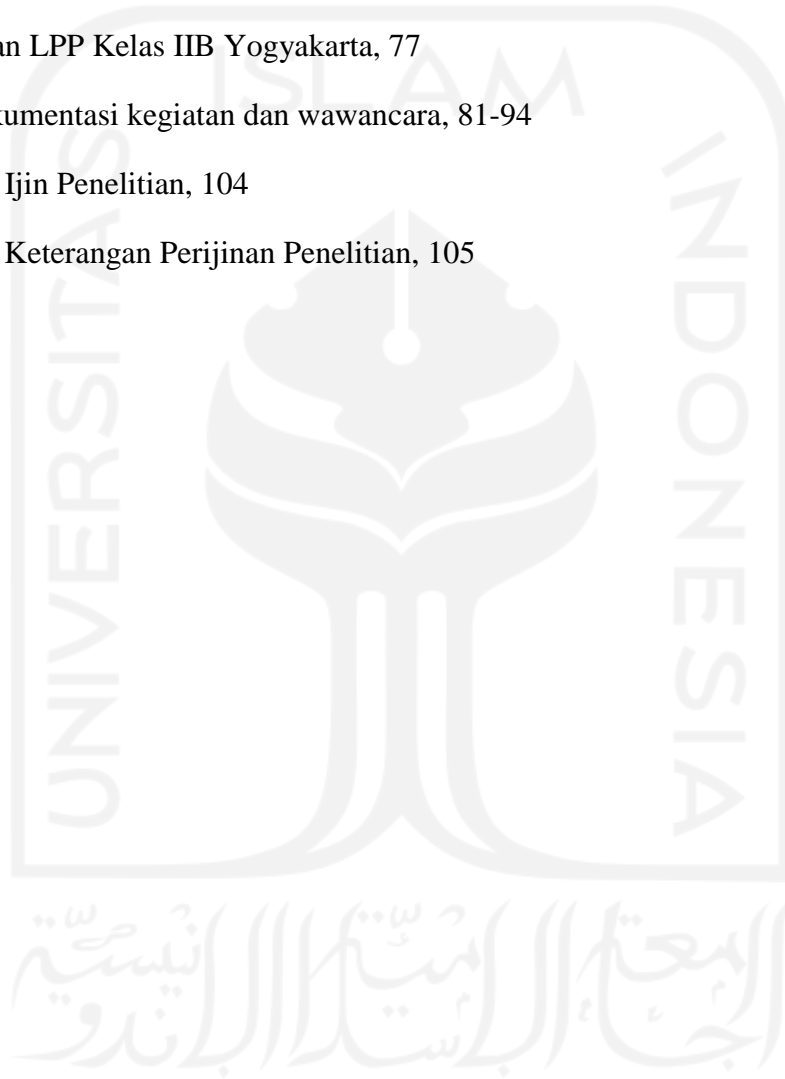 an LPP Kelas IIB Yogyakarta, 77
kumentasi kegiatan dan wawancara, 81-94
Ijin Penelitian, 104
Keterangan Perijinan Penelitian, 105
ISLAM
UNIVERSITAS
INDONESIA